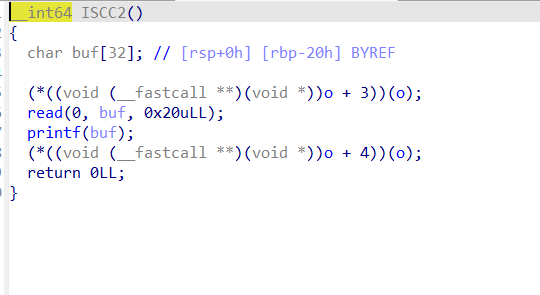 __int64 ISCC2()
{
  char buf[32]; // [rsp+0h] [rbp-20h] BYREF

  (*((void (__fastcall **)(void *))o + 3))(o);
  read(0, buf, 0x20uLL);
  printf(buf);
  (*((void (__fastcall **)(void *))o + 4))(o);
  return 0LL;
}